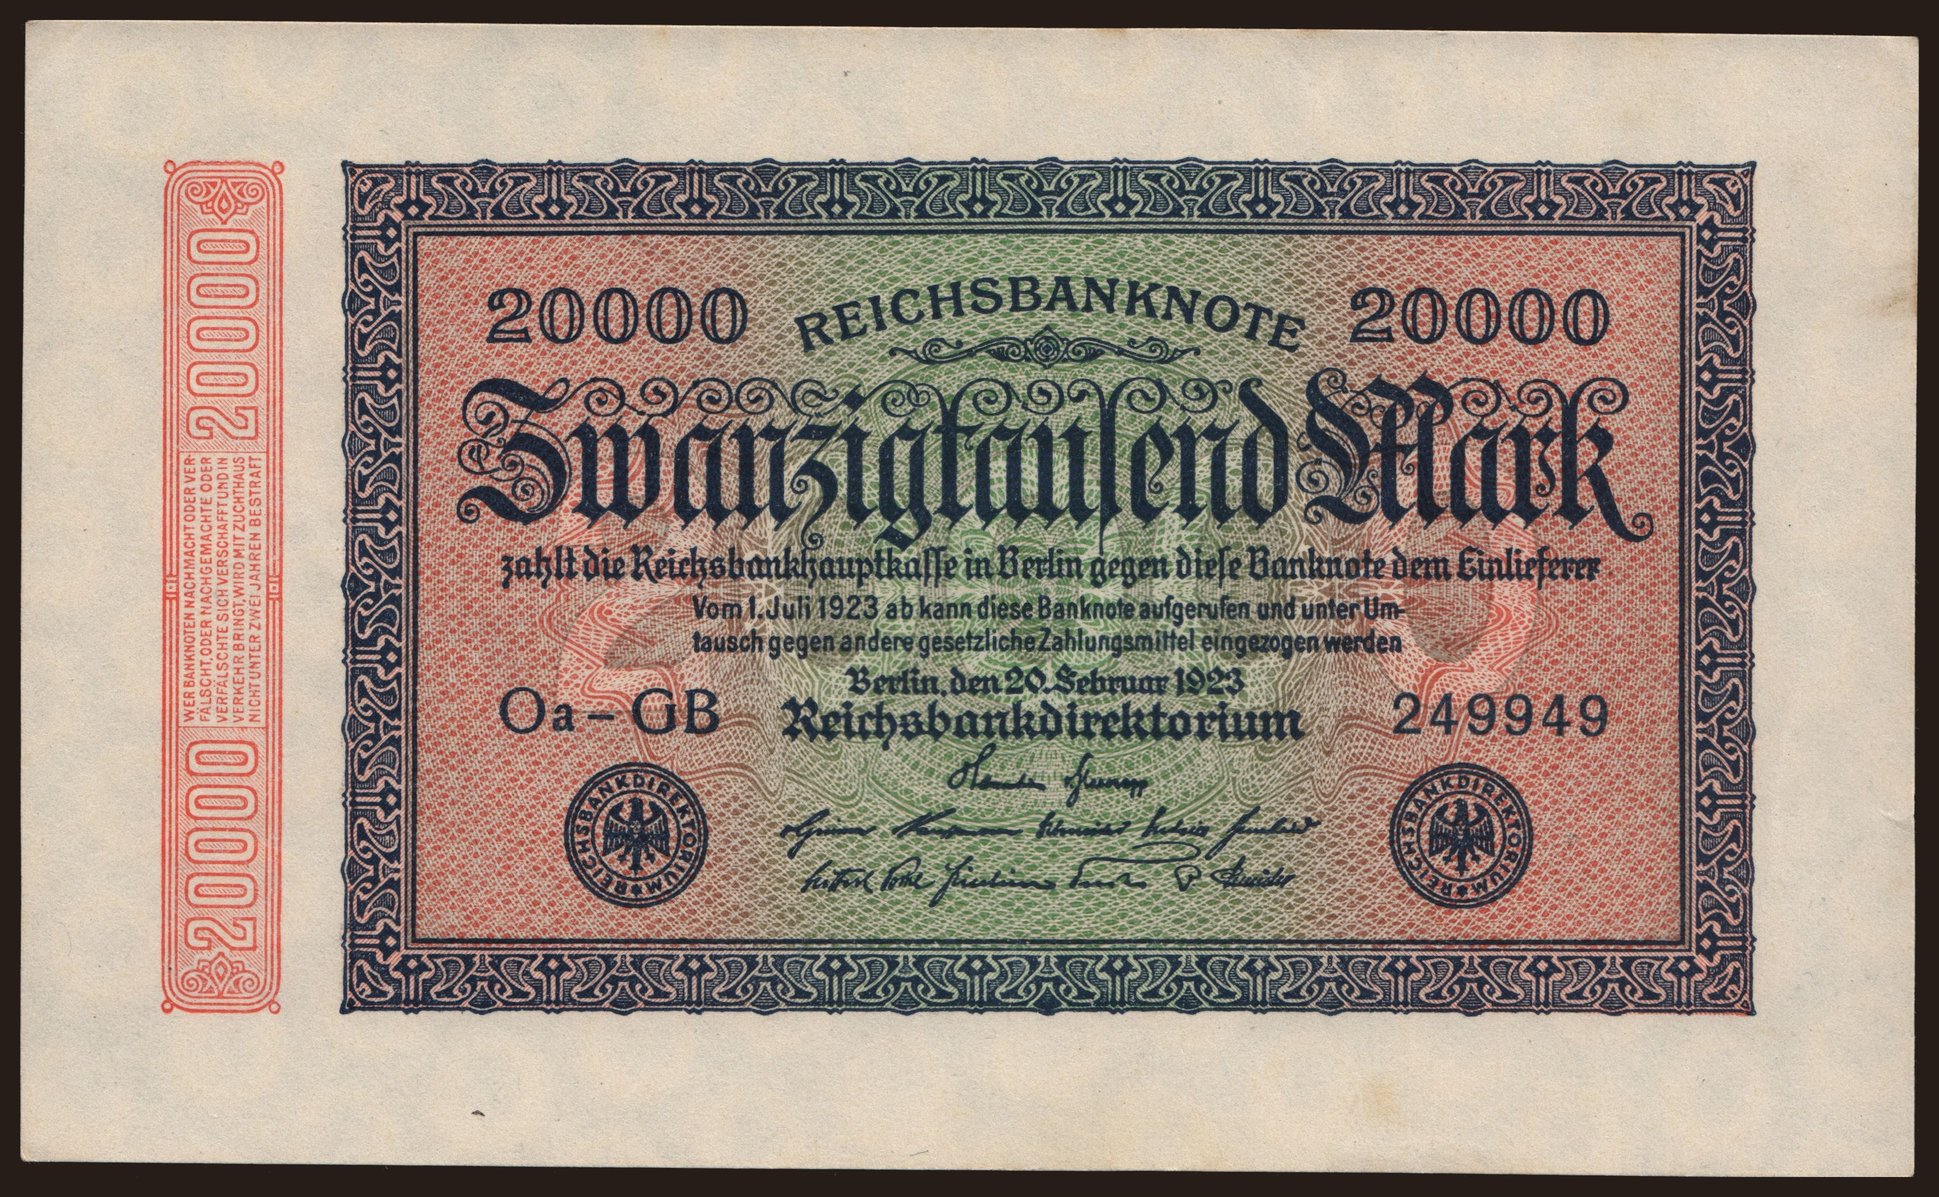 20000
WER BANKNOTEN NACHMACHT ODER VER-
FÄLSCHT, ODER NACHGEMACHTE ODER
VERFÄLSCHTE SICH VERSCHAFFT UND IN
VERKEHR BRINGT, WIRD MIT ZUCHTHAUS
NICHT UNTER ZWEI JAHREN BESTRAFT
20000
20000 REICHSBANKNOTE 20000
Zwanzigtausend Mark
zahlt die Reichsbankhauptkasse in Berlin gegen diese Banknote dem Einlieferer
Vom 1. Juli 1923 ab kann diese Banknote aufgerufen und unter Um-
tausch gegen andere gesetzliche Zahlungsmittel eingezogen werden
Berlin, den 20. Februar 1923
Oa – GB Reichsbankdirektorium 249949
REICHSBANKDIREKTORIUM REICHSBANKDIREKTORIUM